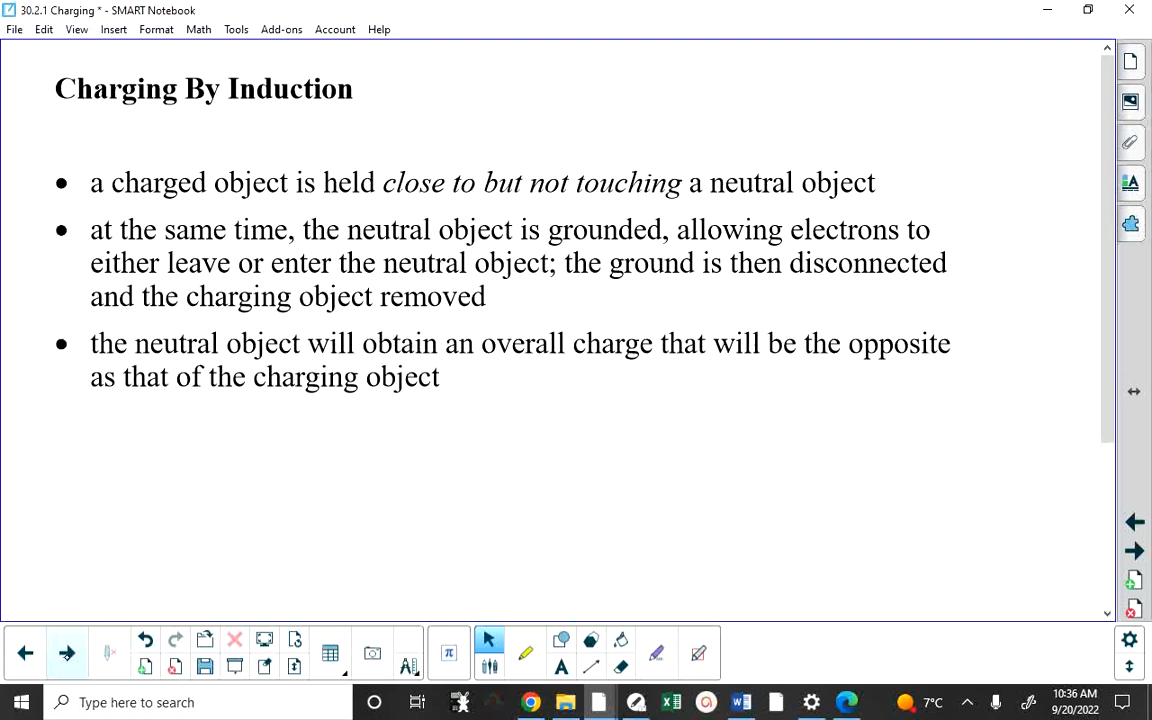 30.2.1 Charging * - SMART Notebook
File Edit View Insert Format Math Tools Add-ons Account Help
Charging By Induction
• a charged object is held close to but not touching a neutral object
• at the same time, the neutral object is grounded, allowing electrons to
either leave or enter the neutral object; the ground is then disconnected
and the charging object removed
• the neutral object will obtain an overall charge that will be the opposite
as that of the charging object
Type here to search
7°C
10:36 AM
9/20/2022